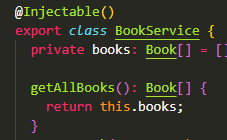 @Injectable()
export class BookService {
private books: Book[] = []
getAllBooks(): Book[] {
return this.books;
}